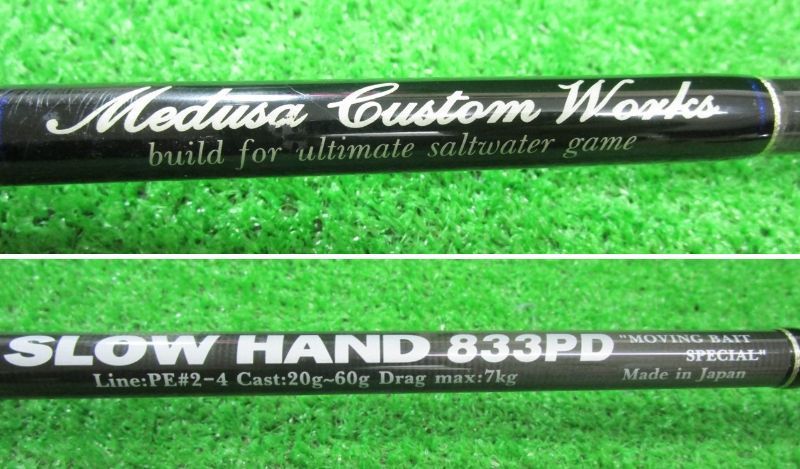 Medusa Custom Works
build for ultimate saltwater game
SLOW HAND 833PD "MOVING BAIT
SPECIAL"
Line:PE#2-4 Cast:20g~60g Drag max:7kg Made in Japan